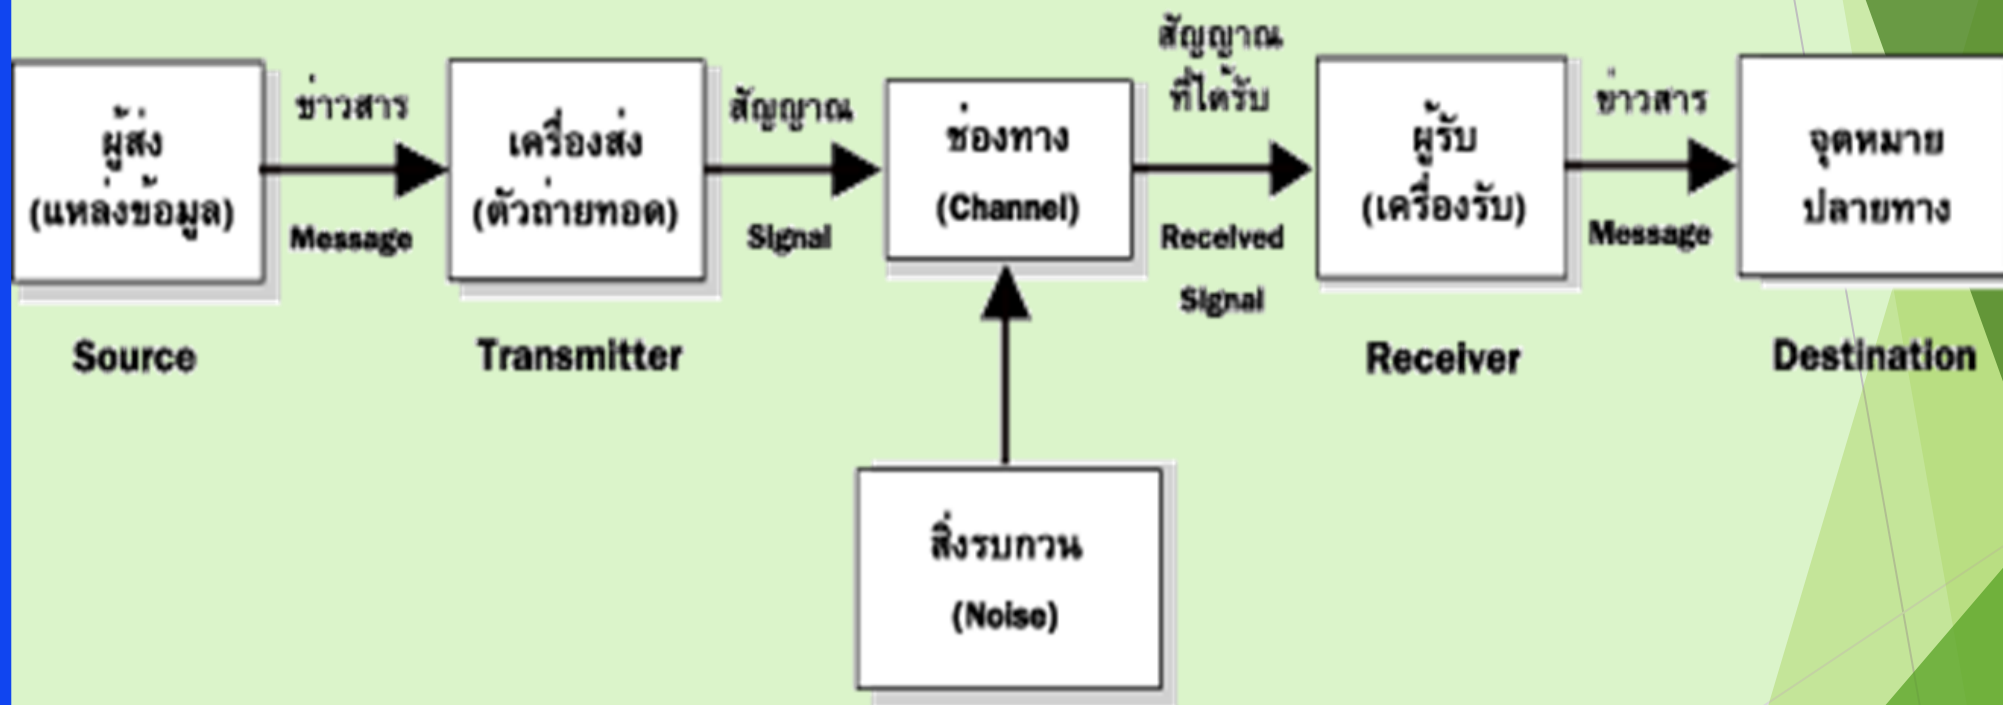 ผู้ส่ง
(แหล่งข้อมูล)
Source
ข่าวสาร
Message
เครื่องส่ง
(ตัวถ่ายทอด)
Transmitter
สัญญาณ
Signal
ช่องทาง
(Channel)
สัญญาณ
ที่ได้รับ
Received
Signal
ผู้รับ
(เครื่องรับ)
Receiver
ข่าวสาร
Message
จุดหมาย
ปลายทาง
Destination
สิ่งรบกวน
(Noise)